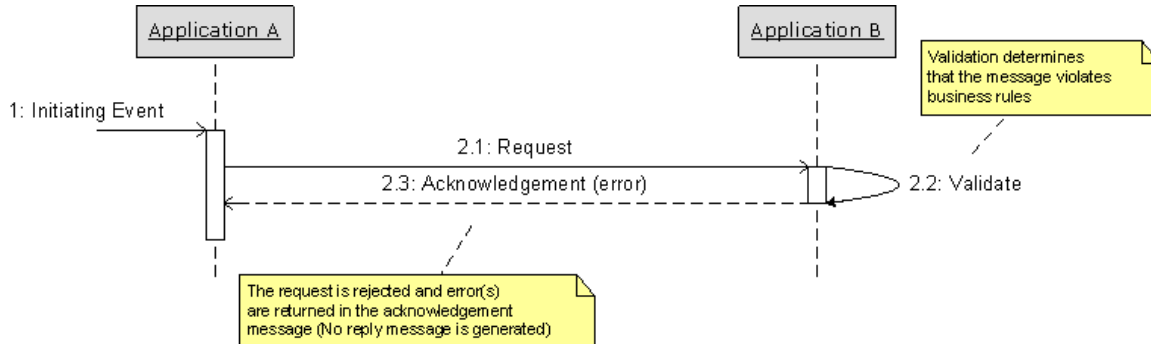 Application A
Application B
Validation determines
that the message violates
business rules
1: Initiating Event
2.1: Request
2.3: Acknowledgement (error)
2.2: Validate
The request is rejected and error(s)
are returned in the acknowledgement
message (No reply message is generated)